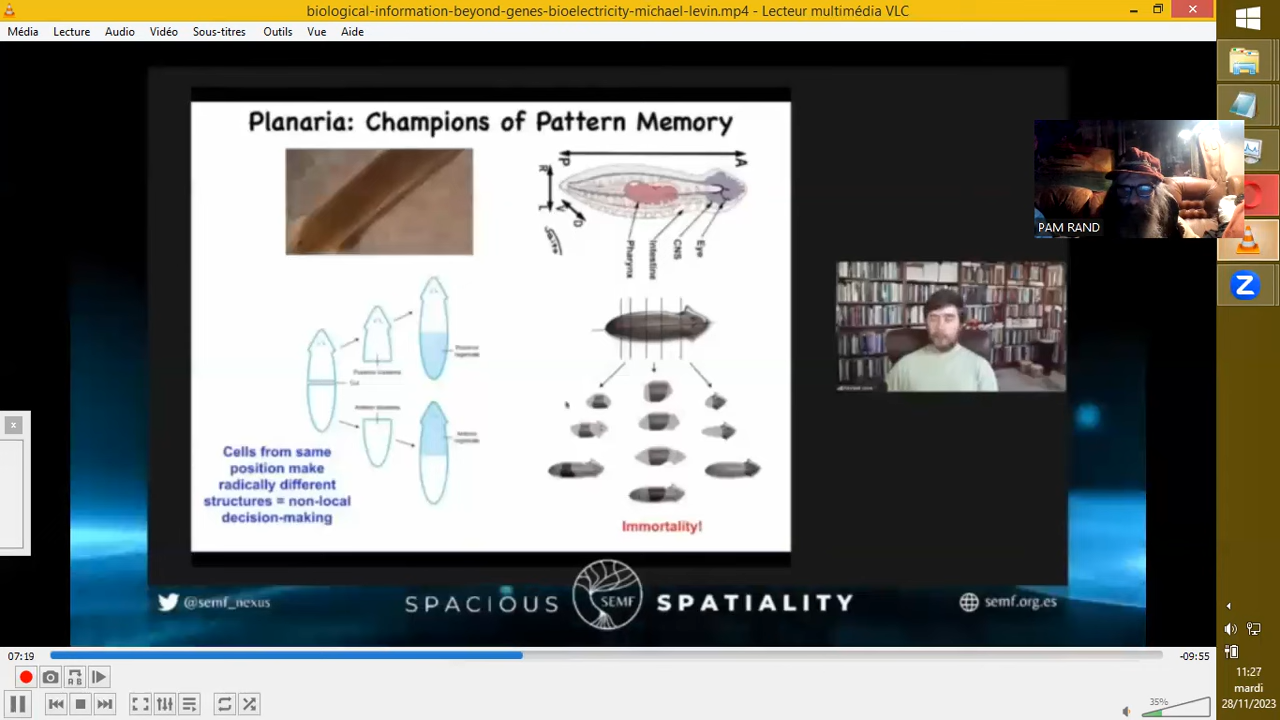 biological-information-beyond-genes-bioelectricity-michael-levin.mp4 - Lecteur multimédia VLC
Média Lecture Audio Vidéo Sous-titres Outils Vue Aide
Planaria: Champions of Pattern Memory
P A
R
L
V
D
Pharynx
Intestine
CNS
Eye
Cut
Cells from same
position make
radically different
structures = non-local
decision-making
Immortality!
PAM RAND
@semf_nexus
SPACIOUS SEMF SPATIALITY
semf.org.es
07:19
-09:55
35%
11:27
mardi
28/11/2023